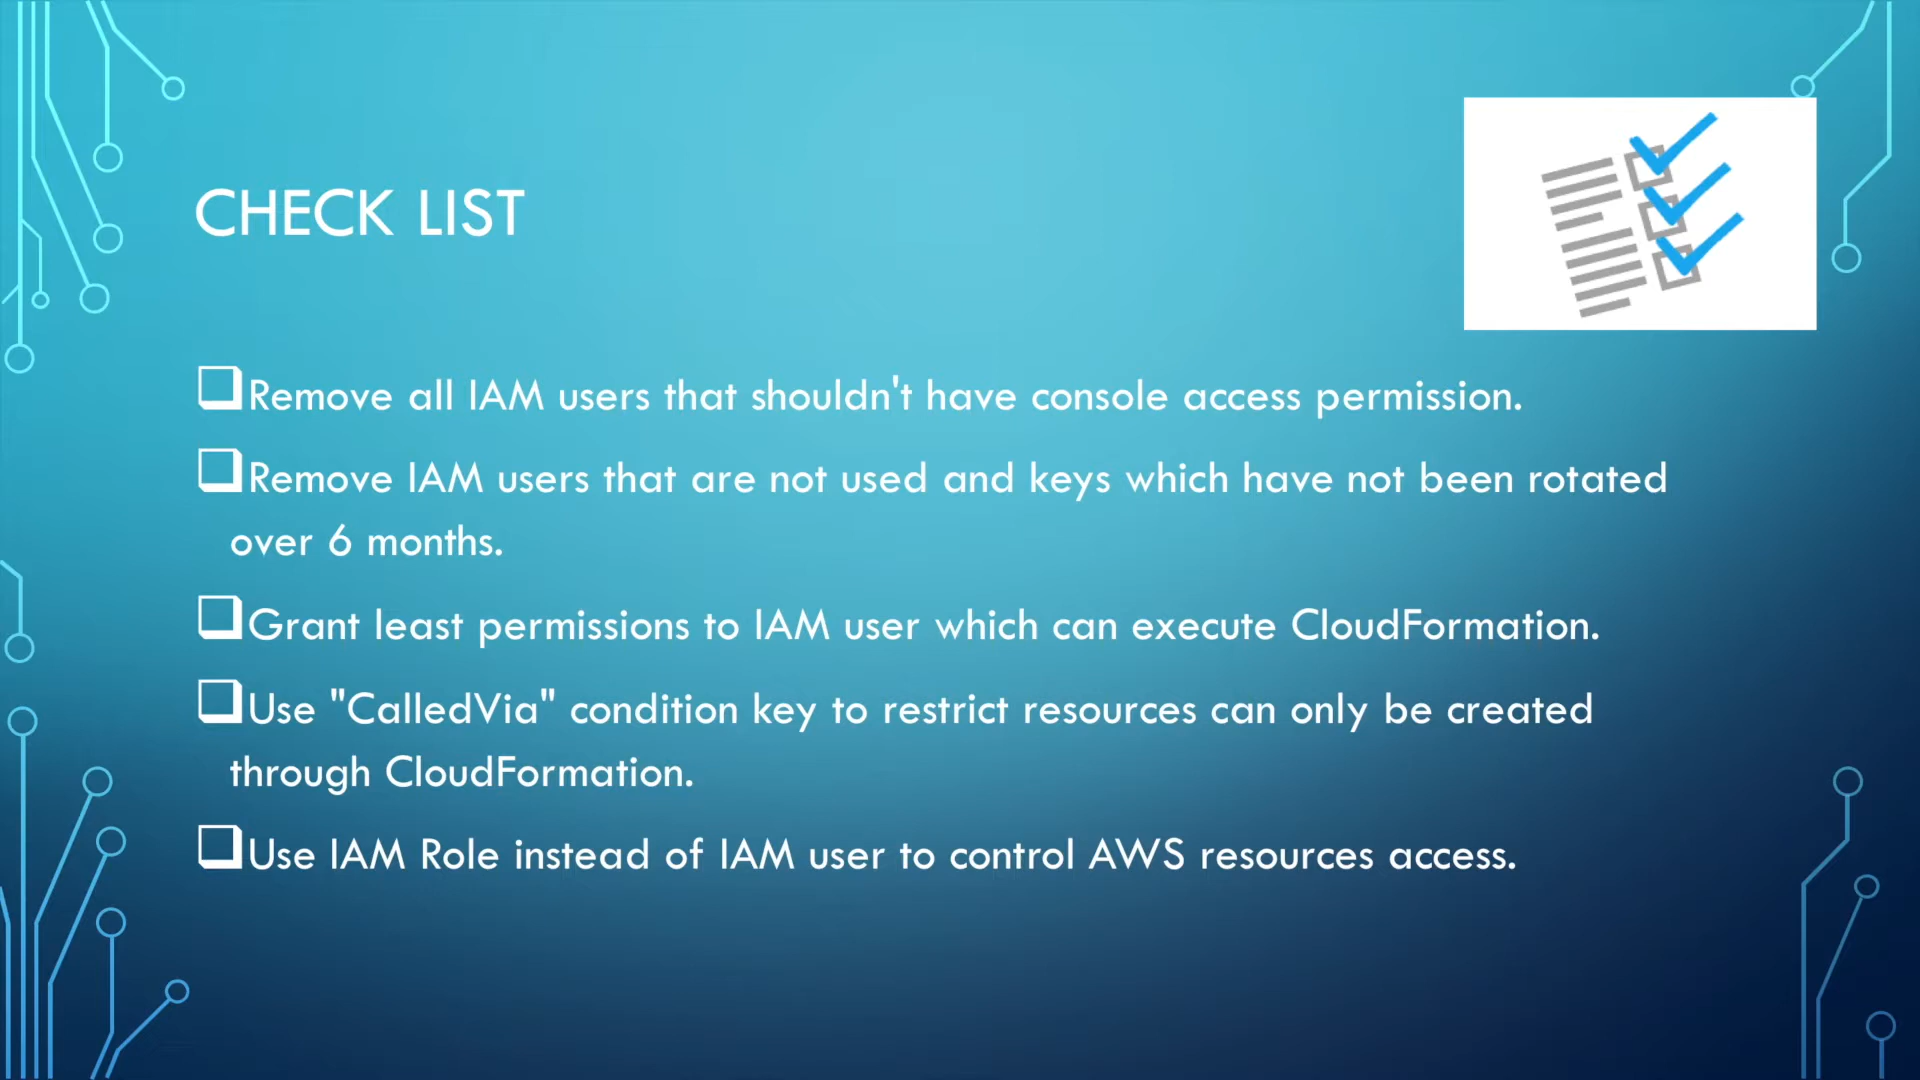 CHECK LIST
Remove all IAM users that shouldn't have console access permission.
Remove IAM users that are not used and keys which have not been rotated
over 6 months.
Grant least permissions to IAM user which can execute CloudFormation.
Use "CalledVia" condition key to restrict resources can only be created
through CloudFormation.
Use IAM Role instead of IAM user to control AWS resources access.